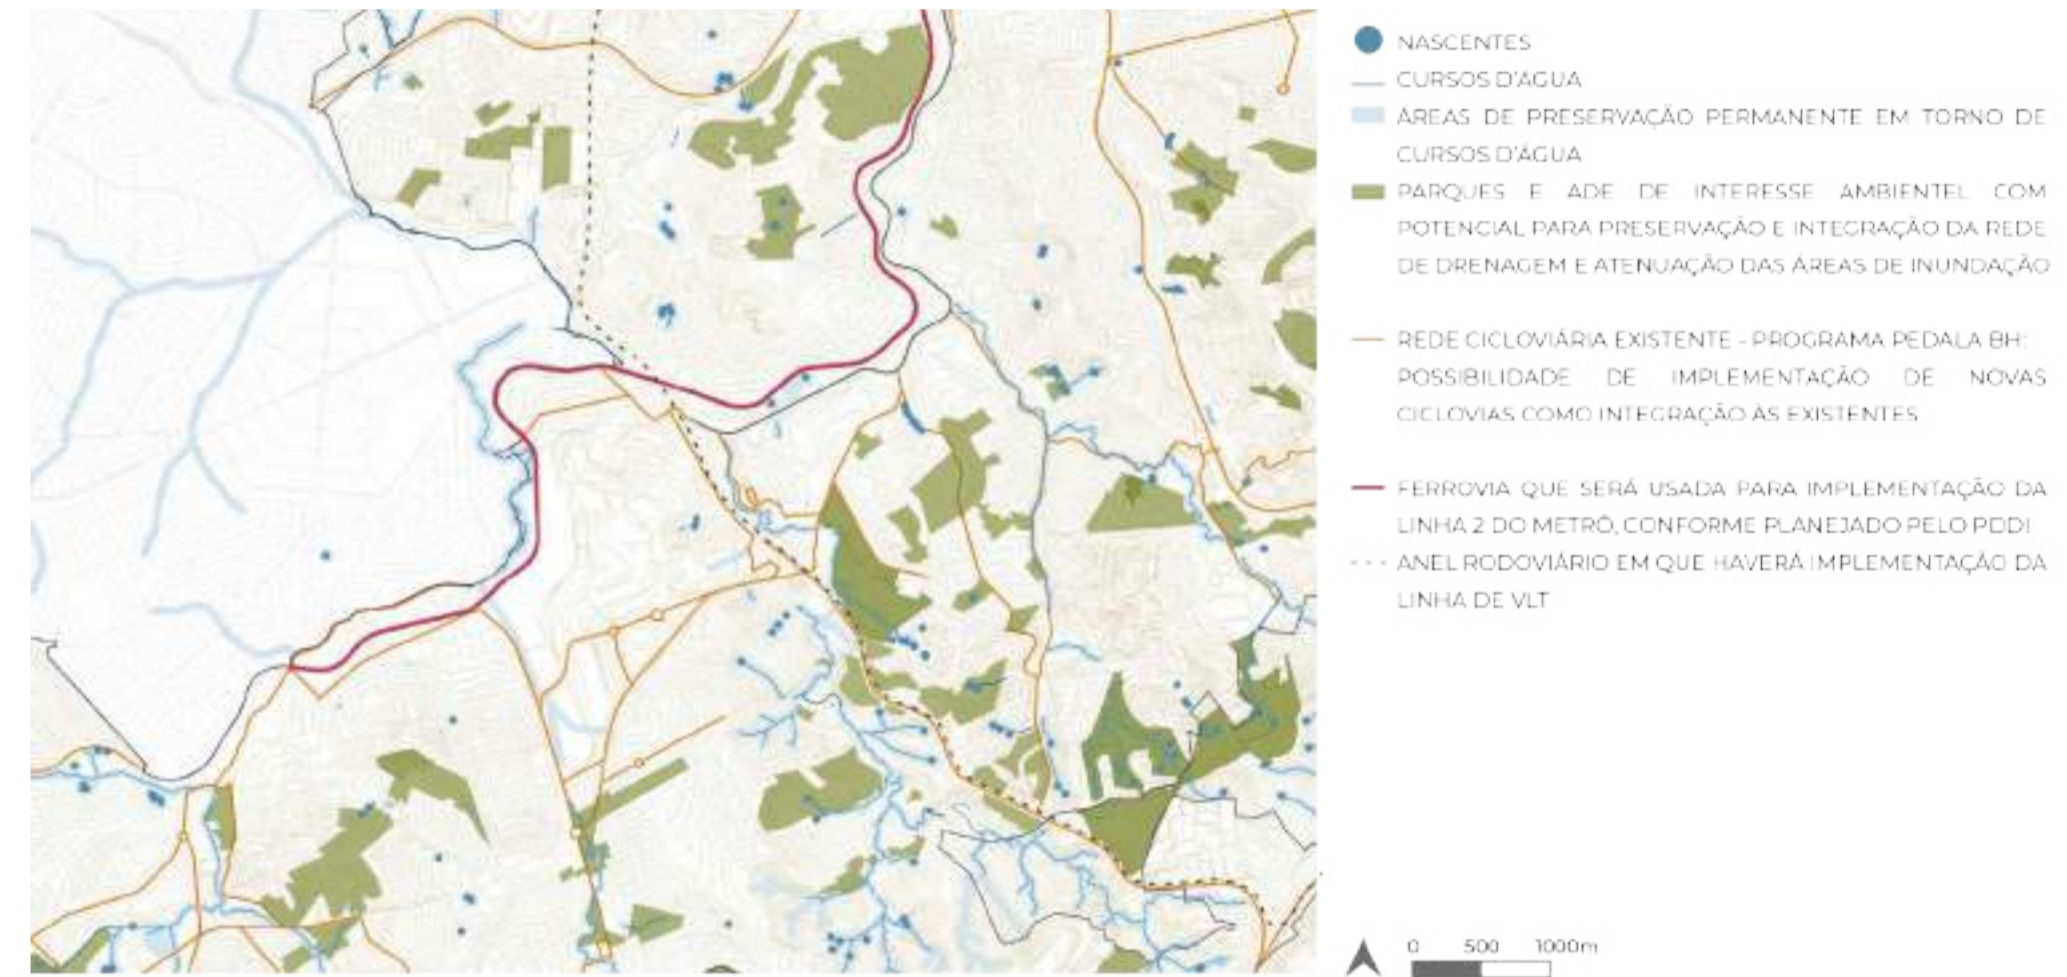 NASCENTES
CURSOS D'ÁGUA
ÁREAS DE PRESERVAÇÃO PERMANENTE EM TORNO DE
CURSOS D'ÁGUA
PARQUES E ADE DE INTERESSE AMBIENTEL COM
POTENCIAL PARA PRESERVAÇÃO E INTEGRAÇÃO DA REDE
DE DRENAGEM E ATENUAÇÃO DAS ÁREAS DE INUNDAÇÃO
REDE CICLOVIÁRIA EXISTENTE - PROGRAMA PEDALA BH:
POSSIBILIDADE DE IMPLEMENTAÇÃO DE NOVAS
CICLOVIAS COMO INTEGRAÇÃO ÀS EXISTENTES
FERROVIA QUE SERÁ USADA PARA IMPLEMENTAÇÃO DA
LINHA 2 DO METRÔ, CONFORME PLANEJADO PELO PDDI
ANEL RODOVIÁRIO EM QUE HAVERÁ IMPLEMENTAÇÃO DA
LINHA DE VLT
0 500 1000m